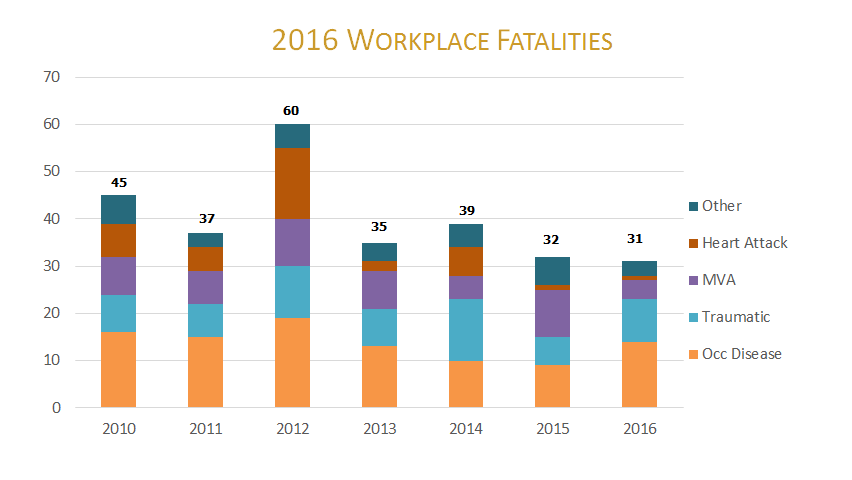 2016 WORKPLACE FATALITIES
70
60
50
40
30
20
10
0
45
37
60
35
39
32
31
2010 2011 2012 2013 2014 2015 2016
Other
Heart Attack
MVA
Traumatic
Occ Disease